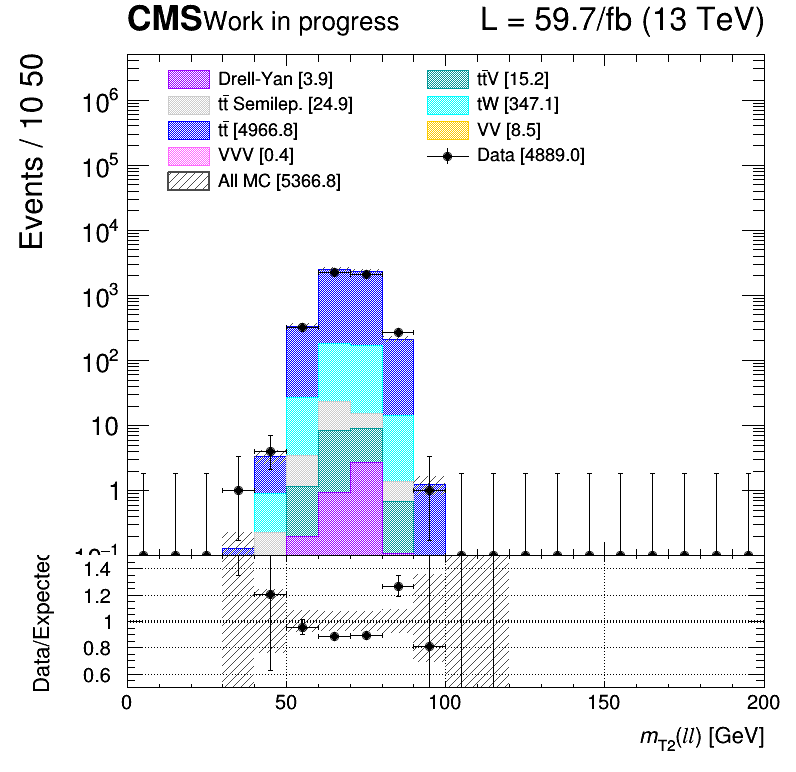 CMS Work in progress L = 59.7/fb (13 TeV)
Events / 10 50
Drell-Yan [3.9]
tt̄ Semilep. [24.9]
tt̄ [4966.8]
VVV [0.4]
All MC [5366.8]
tt̄V [15.2]
tW [347.1]
VV [8.5]
Data [4889.0]
10⁶
10⁵
10⁴
10³
10²
10
1
10⁻¹
Data/Expected
1.4
1.2
1
0.8
0.6
0 50 100 150 200
m_T2(ll) [GeV]